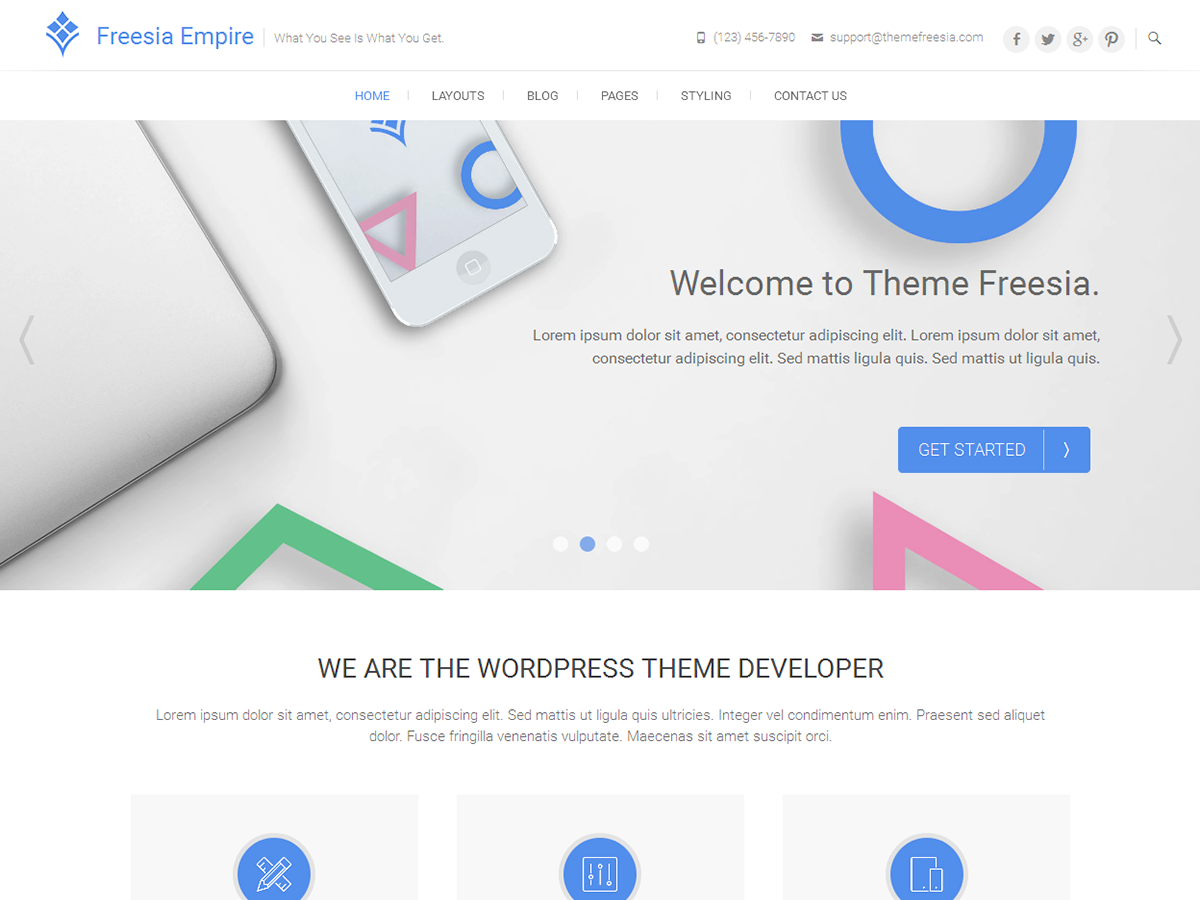 Freesia Empire
What You See Is What You Get.
(123) 456-7890
support@themefreesia.com
HOME
LAYOUTS
BLOG
PAGES
STYLING
CONTACT US
Welcome to Theme Freesia.
Lorem ipsum dolor sit amet, consectetur adipiscing elit. Lorem ipsum dolor sit amet,
consectetur adipiscing elit. Sed mattis ligula quis. Sed mattis ut ligula quis.
GET STARTED
WE ARE THE WORDPRESS THEME DEVELOPER
Lorem ipsum dolor sit amet, consectetur adipiscing elit. Sed mattis ut ligula quis ultricies. Integer vel condimentum enim. Praesent sed aliquet
dolor. Fusce fringilla venenatis vulputate. Maecenas sit amet suscipit orci.